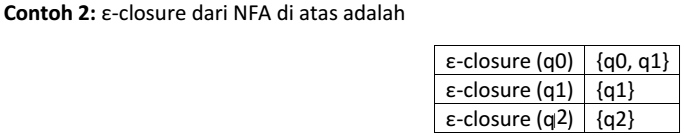 Contoh 2: ε-closure dari NFA di atas adalah
ε-closure (q0) {q0, q1}
ε-closure (q1) {q1}
ε-closure (q2) {q2}